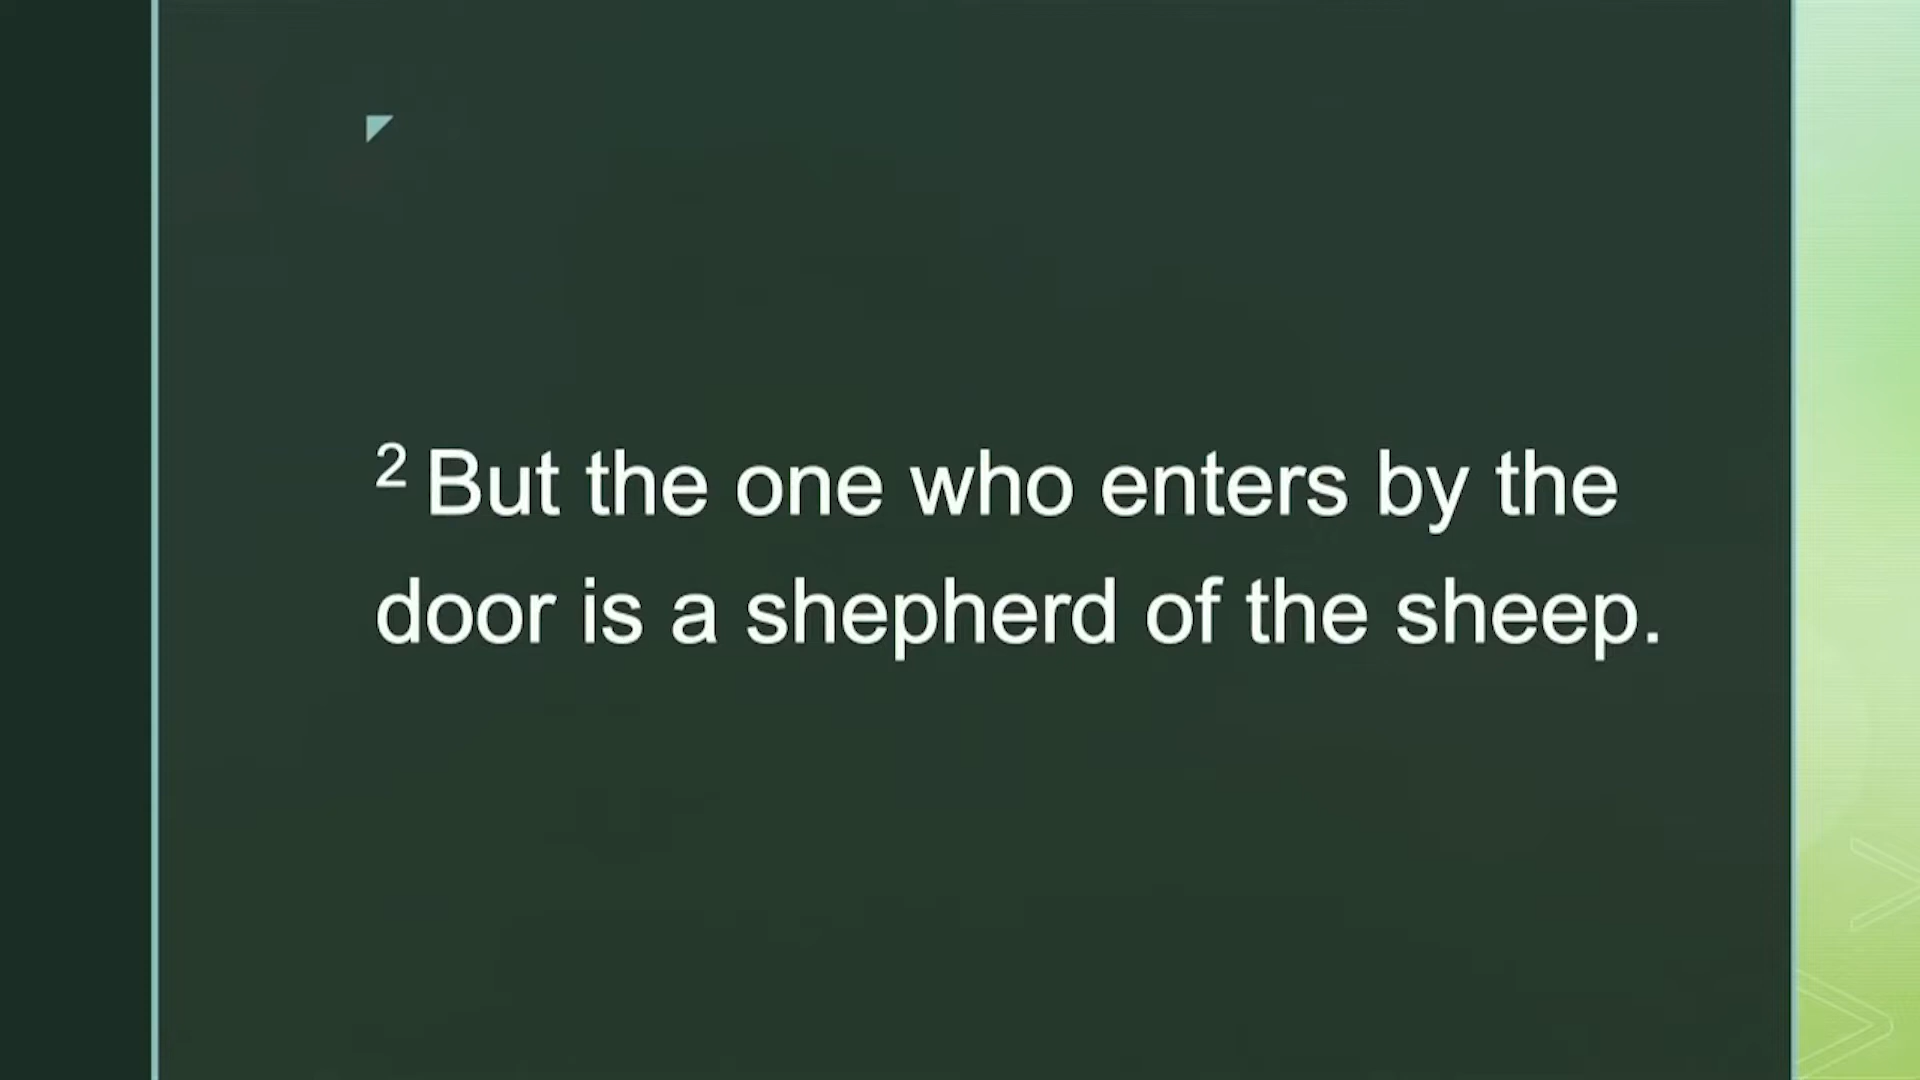 2 But the one who enters by the
door is a shepherd of the sheep.